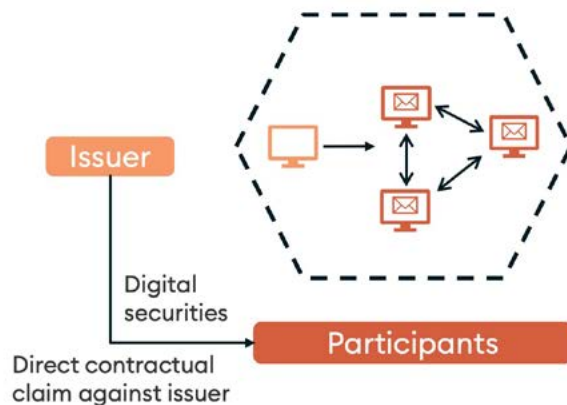 Issuer
Digital
securities
Participants
Direct contractual
claim against issuer